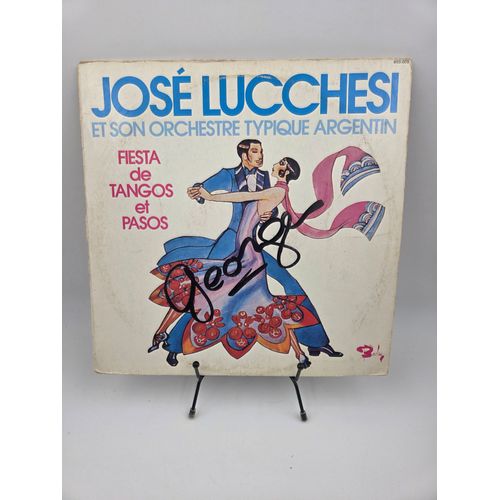 JOSÉ LUCCHESI
ET SON ORCHESTRE TYPIQUE ARGENTIN
FIESTA
de
TANGOS
et
PASOS
George